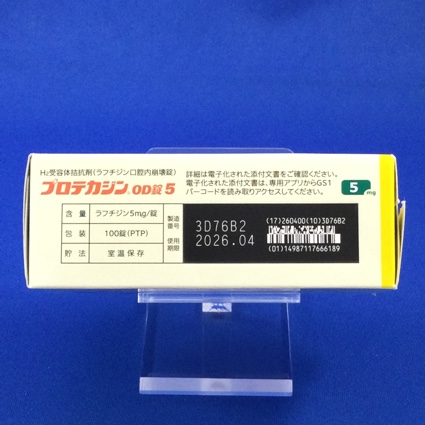 H₂受容体拮抗剤(ラフチジン口腔内崩壊錠)
プロテカジン OD錠 5
詳細は電子化された添付文書をご確認ください。
電子化された添付文書は、専用アプリからGS1
バーコードを読み取りアクセスしてください。
5mg
含 量 ラフチジン5mg/錠
包 装 100錠(PTP)
貯 法 室温保存
製造番号 3D76B2
使用期限 2026.04
(17)260400(10)3D76B2
(01)14987117666189